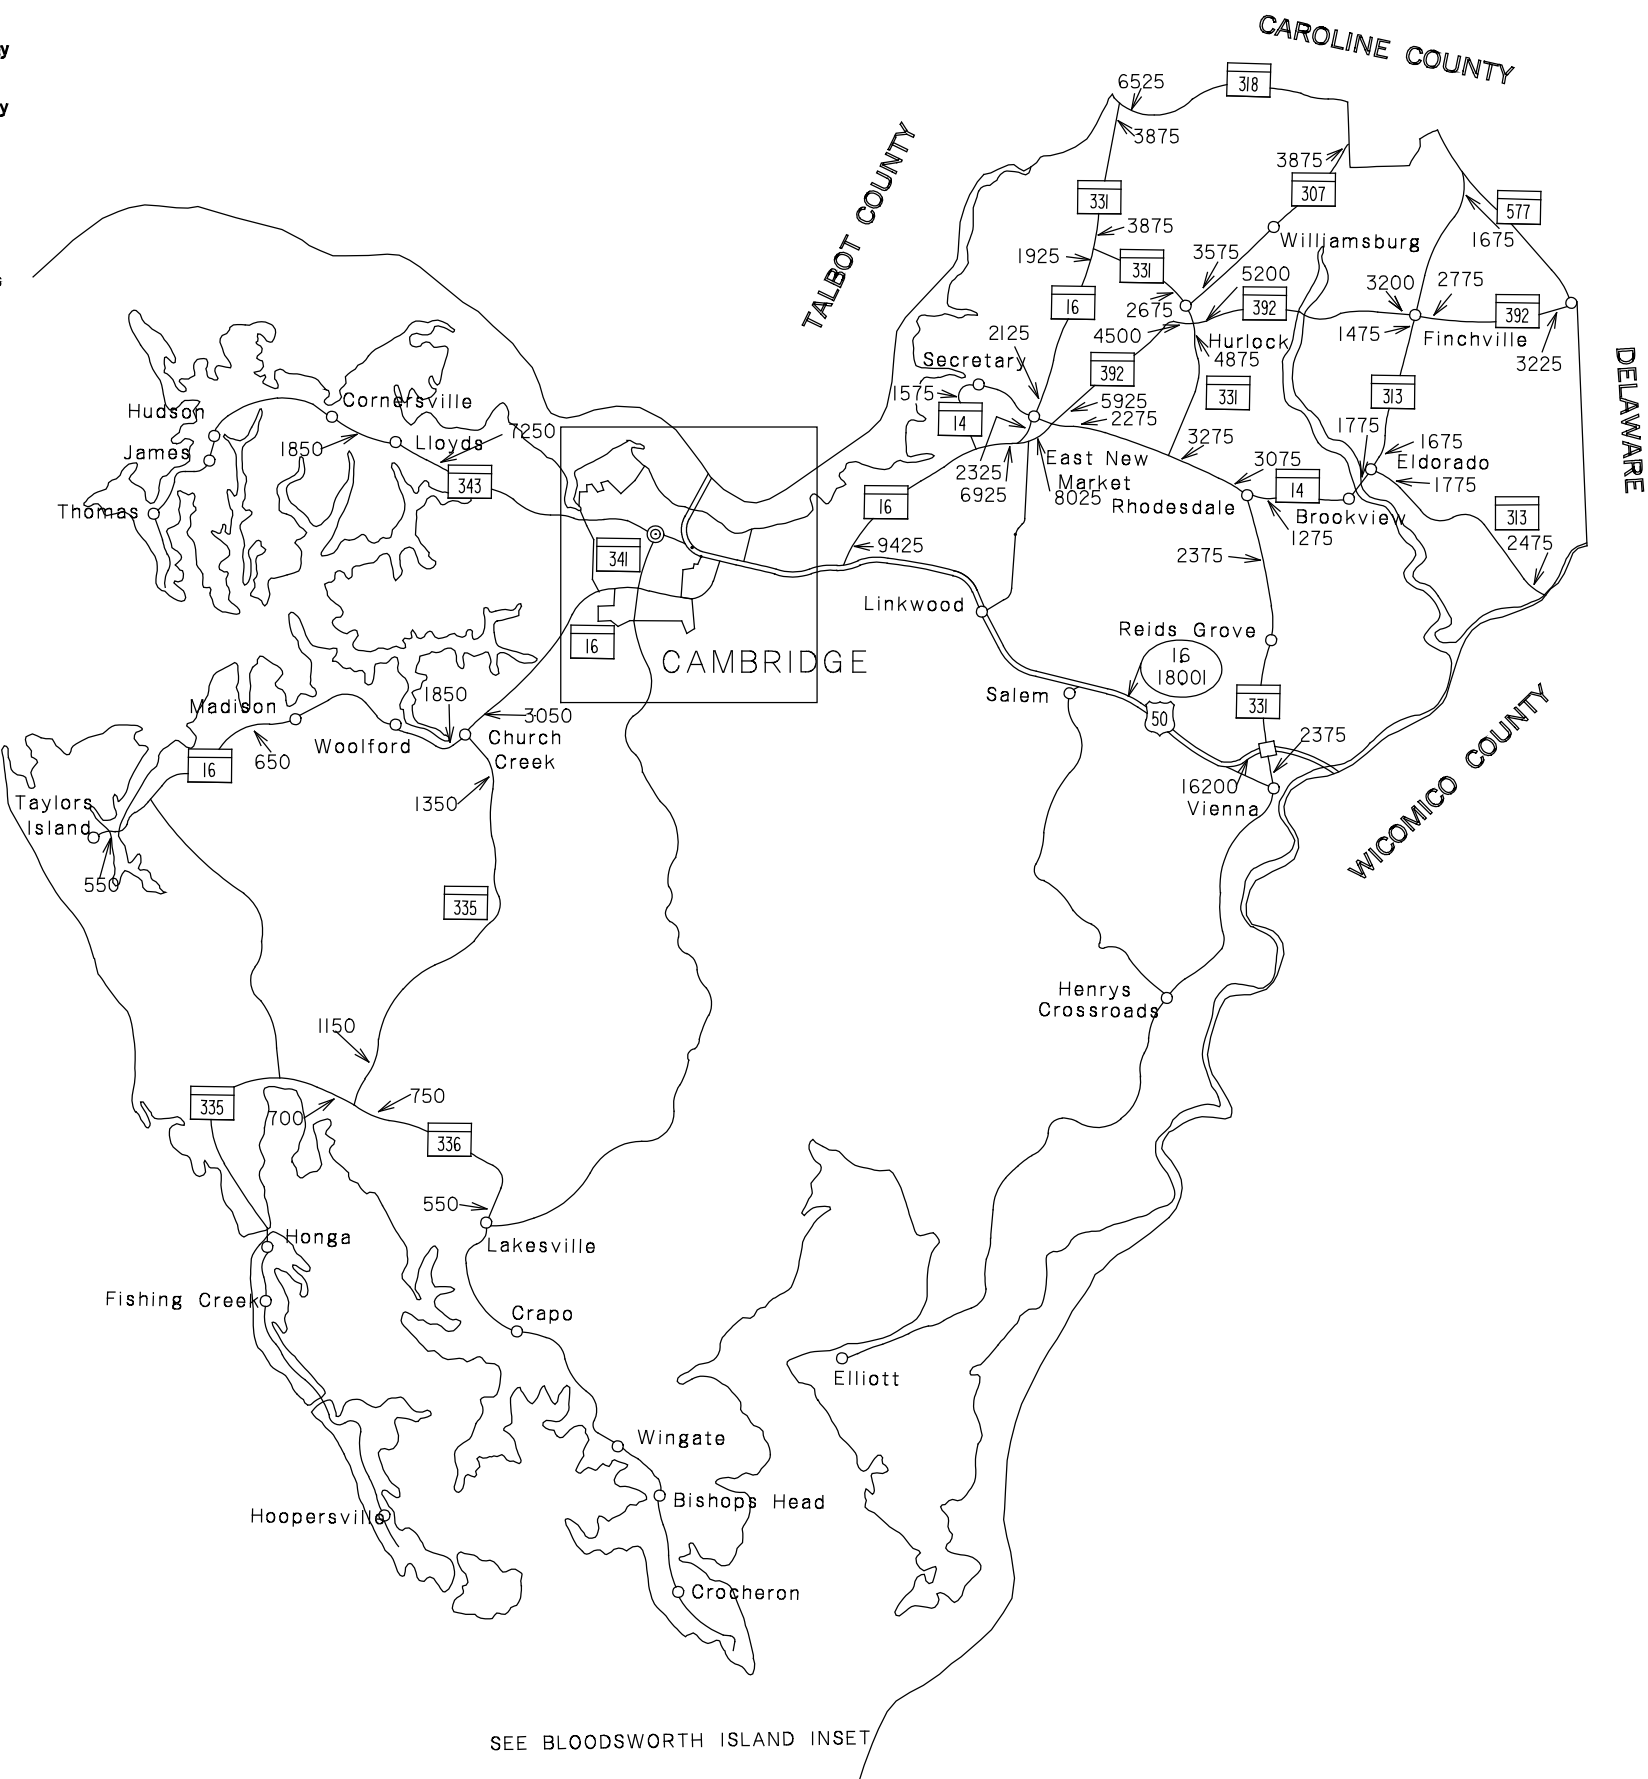 CAROLINE COUNTY
6525
318
3875
TALBOT COUNTY
3875
307
331
577
3875
Williamsburg
1675
1925
331
3575
5200
3200
2775
16
2675
392
392
2125
4500
Hurlock
1475
Finchville
4875
3225
DELAWARE
Secretary
392
1575
331
313
14
5925
2275
1775
Hudson
Cornersville
1850
Lloyds
7250
James
343
3275
1675
2325
East New
Market
3075
Eldorado
6925
8025
14
1775
Thomas
16
Rhodesdale
Brookview
313
1275
2475
341
9425
2375
Linkwood
16
CAMBRIDGE
Reids Grove
16
18001
Salem
331
50
WICOMICO COUNTY
Madison
1850
3050
Woolford
Church
Creek
2375
16
650
1350
16200
Vienna
Taylors
Island
550
335
Henrys
Crossroads
1150
335
700
750
336
550
Honga
Lakesville
Fishing Creek
Crapo
Elliott
Wingate
Hoopersville
Bishops Head
Crocheron
SEE BLOODSWORTH ISLAND INSET